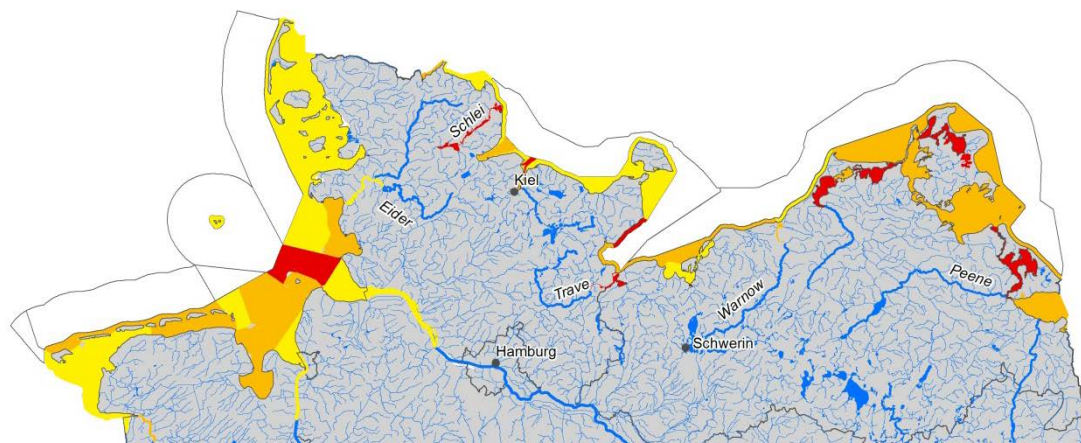 Schlei
Kiel
Eider
Trave
Warnow
Peene
Schwerin
Hamburg